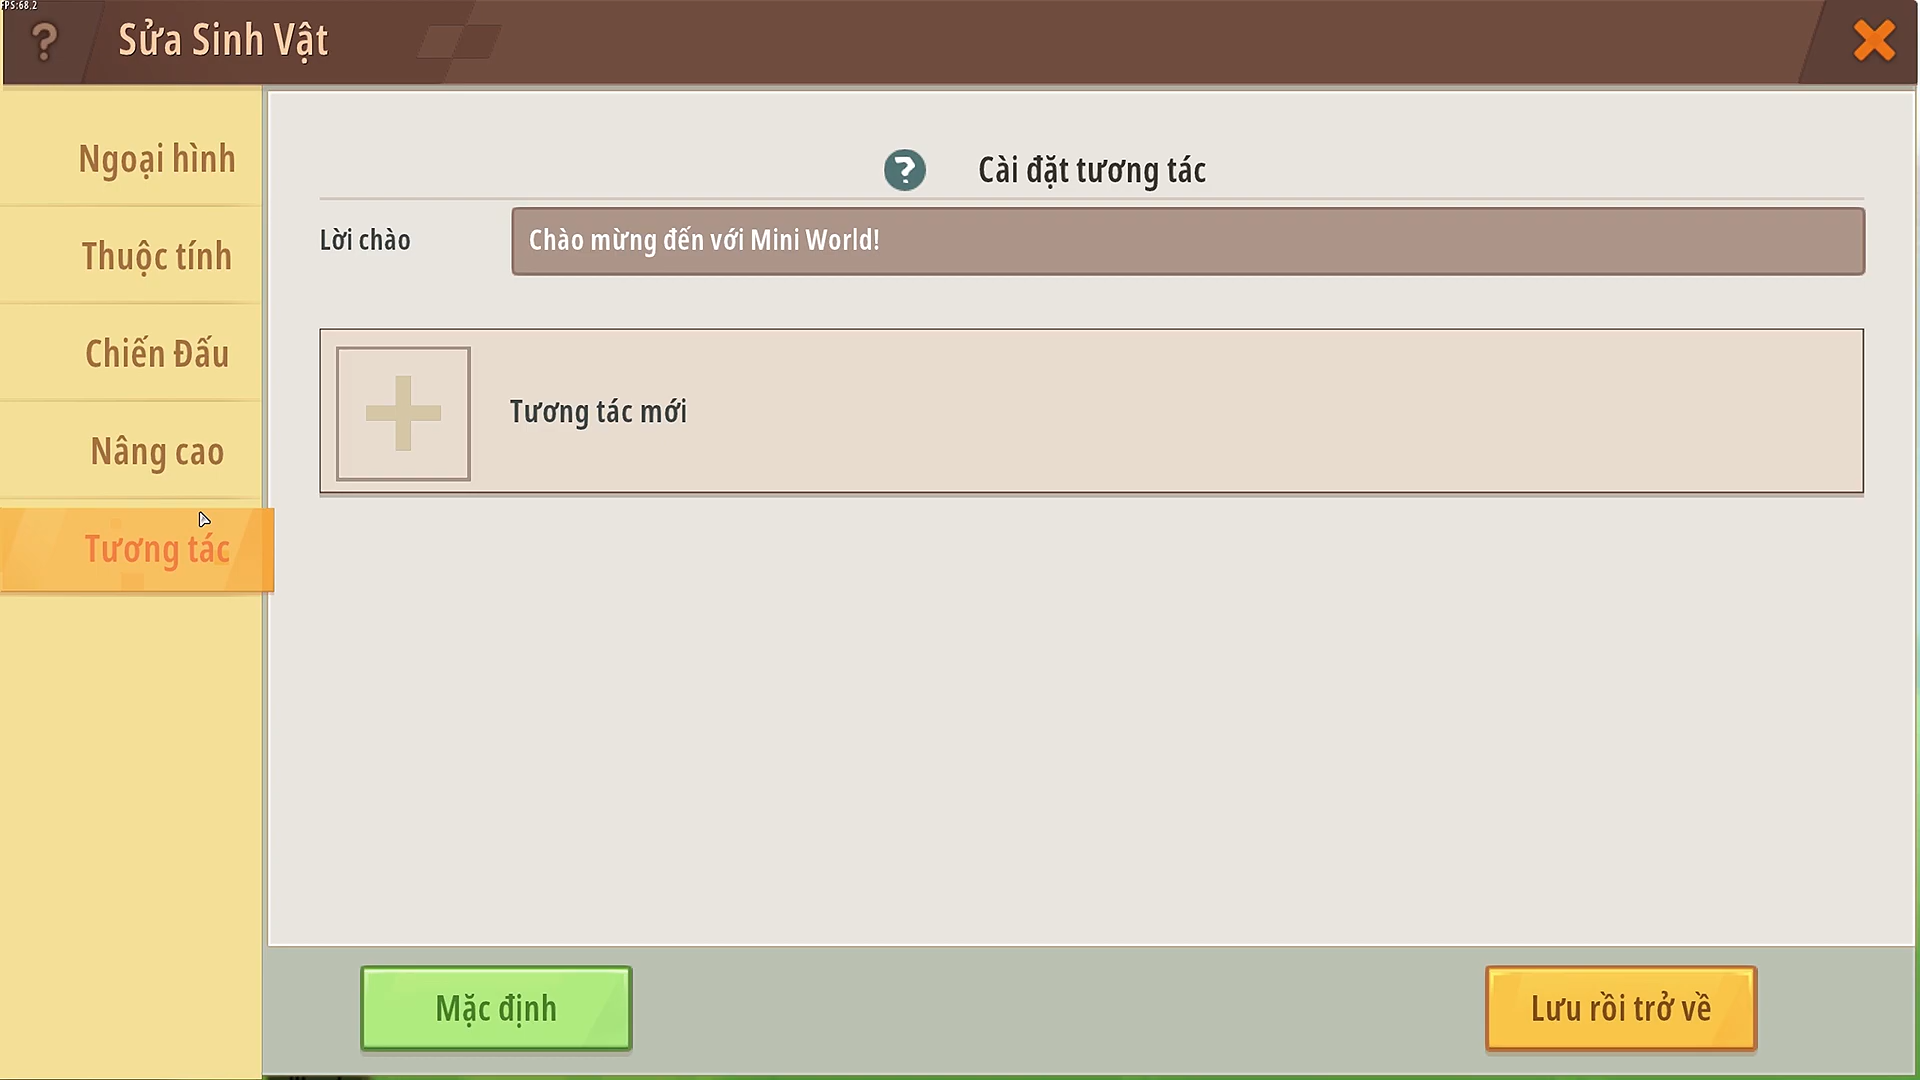 FPS:68.2
Sửa Sinh Vật
Ngoại hình
Thuộc tính
Chiến Đấu
Nâng cao
Tương tác
Cài đặt tương tác
Lời chào
Chào mừng đến với Mini World!
Tương tác mới
Mặc định
Lưu rồi trở về